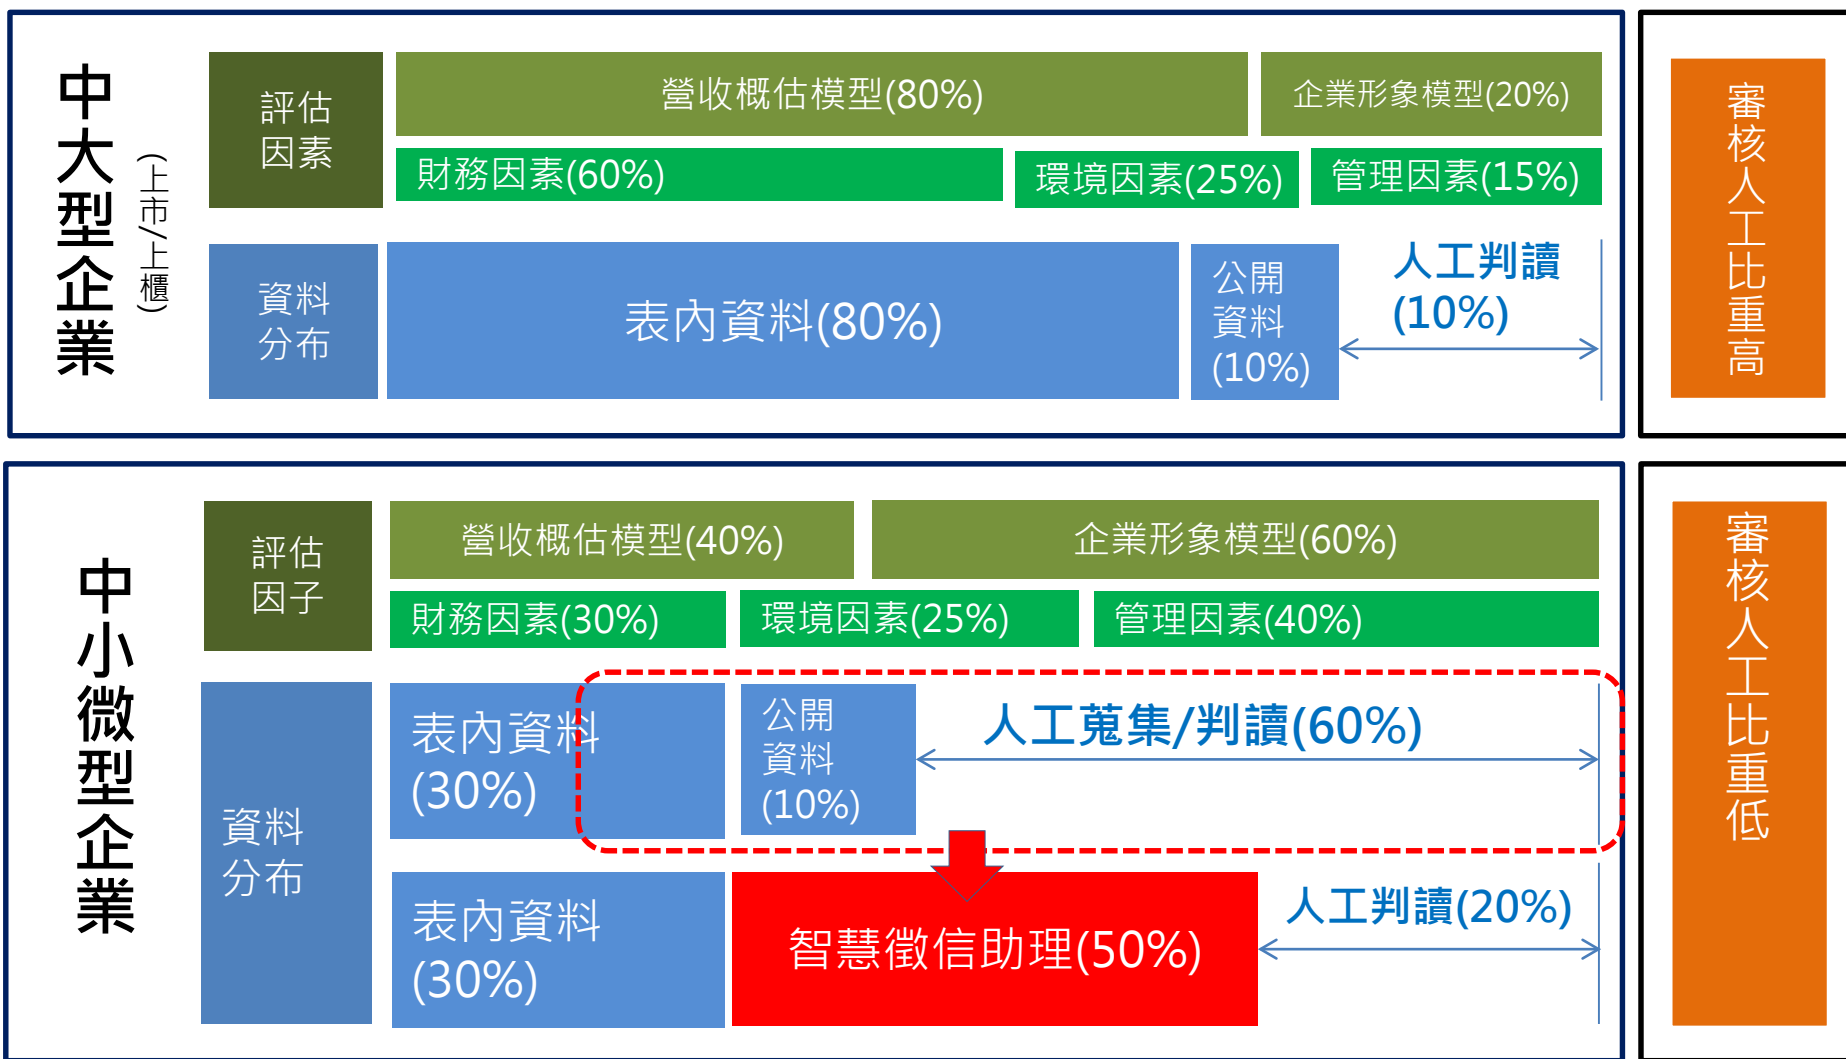 中大型企業
(上市/上櫃)
評估
因素
營收概估模型(80%)
企業形象模型(20%)
財務因素(60%)
環境因素(25%)
管理因素(15%)
資料
分布
表內資料(80%)
公開
資料
(10%)
人工判讀
(10%)
審核人工比重高
中小微型企業
評估
因子
營收概估模型(40%)
企業形象模型(60%)
財務因素(30%)
環境因素(25%)
管理因素(40%)
資料
分布
表內資料
(30%)
公開
資料
(10%)
人工蒐集/判讀(60%)
表內資料
(30%)
智慧徵信助理(50%)
人工判讀(20%)
審核人工比重低